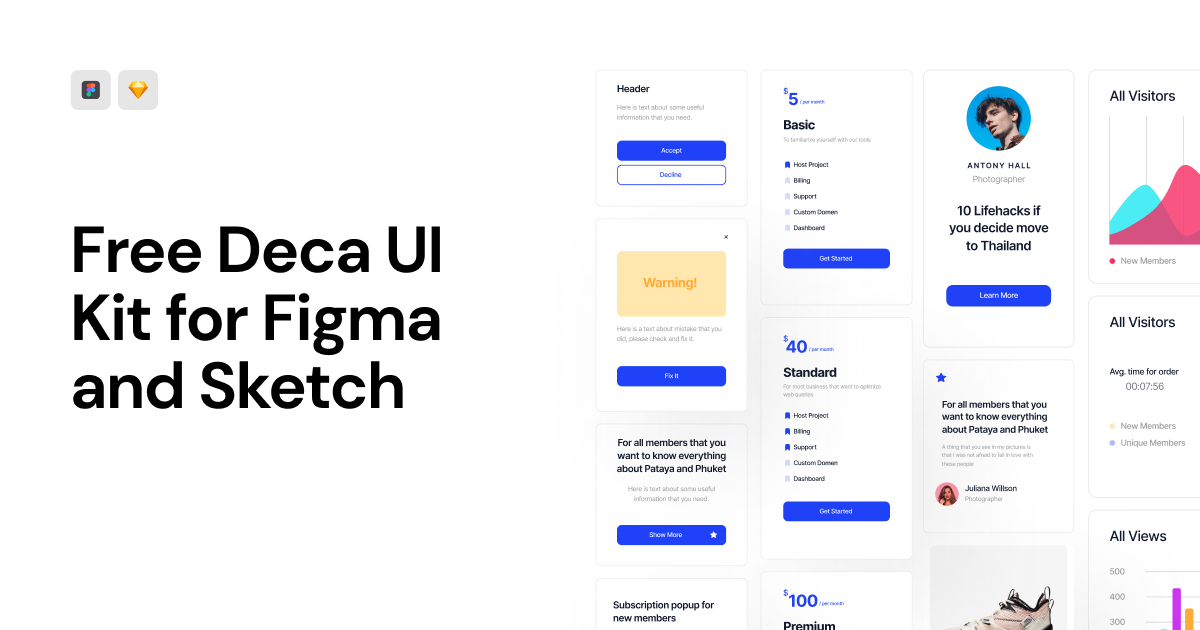 Free Deca UI
Kit for Figma
and Sketch
Header
Here is text about some useful
information that you need.
Accept
Decline
×
Warning!
Here is a text about mistake that you
did, please check and fix it.
Fix It
For all members that you
want to know everything
about Pataya and Phuket
Here is text about some useful
information that you need.
Show More
Subscription popup for
new members
$5 / per month
Basic
To familiarize yourself with our tools
Host Project
Billing
Support
Custom Domen
Dashboard
Get Started
$40 / per month
Standard
For most business that want to optimize
web queries
Host Project
Billing
Support
Custom Domen
Dashboard
Get Started
$100 / per month
Premium
ANTONY HALL
Photographer
10 Lifehacks if
you decide move
to Thailand
Learn More
For all members that you
want to know everything
about Pataya and Phuket
A thing that you see in my pictures is
that I was not afraid to fall in love with
these people
Juliana Willson
Photographer
All Visitors
New Members
All Visitors
Avg. time for order
00:07:56
New Members
Unique Members
All Views
500
400
300